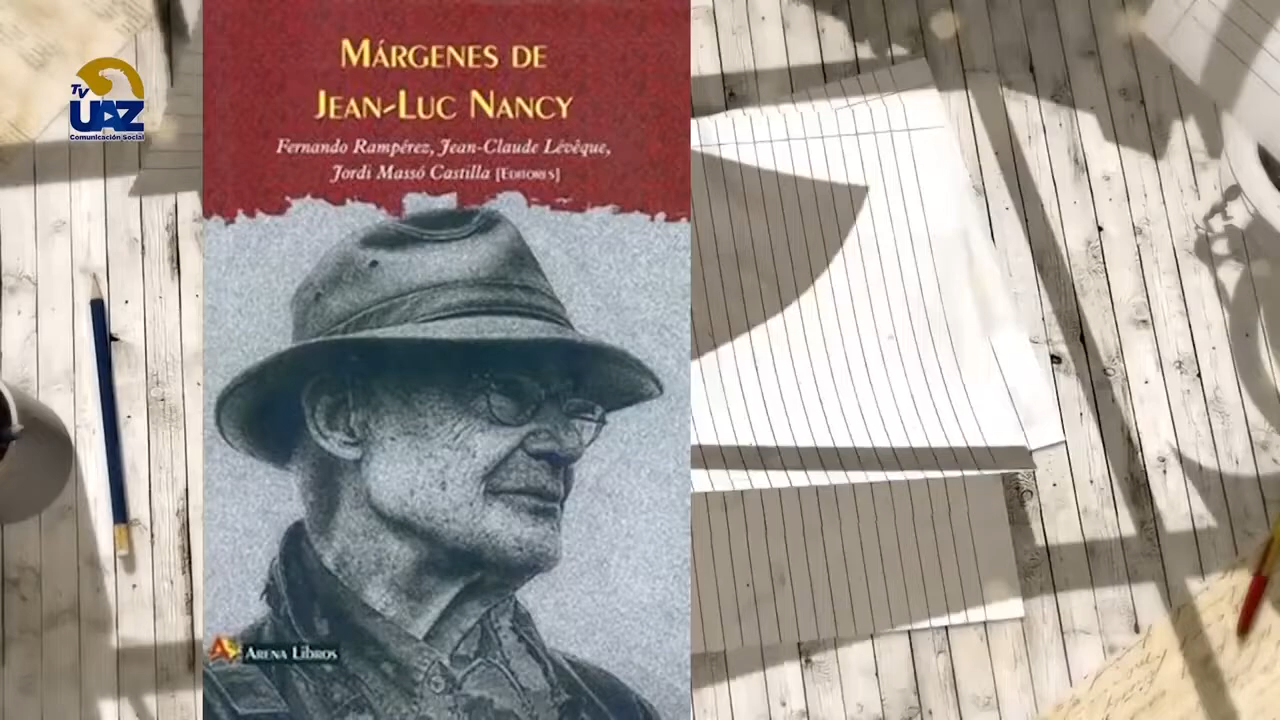 TV
UAZ
Comunicación Social
MÁRGENES DE
JEAN-LUC NANCY
Fernando Rampérez, Jean-Claude Lévêque,
Jordi Massó Castilla [EDITORES]
ARENA LIBROS